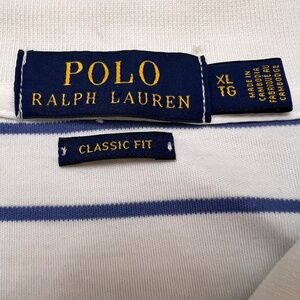 POLO
RALPH LAUREN
XL
TG
MADE IN
CAMBODIA
FABRIQUÉ AU
CAMBODGE
CLASSIC FIT